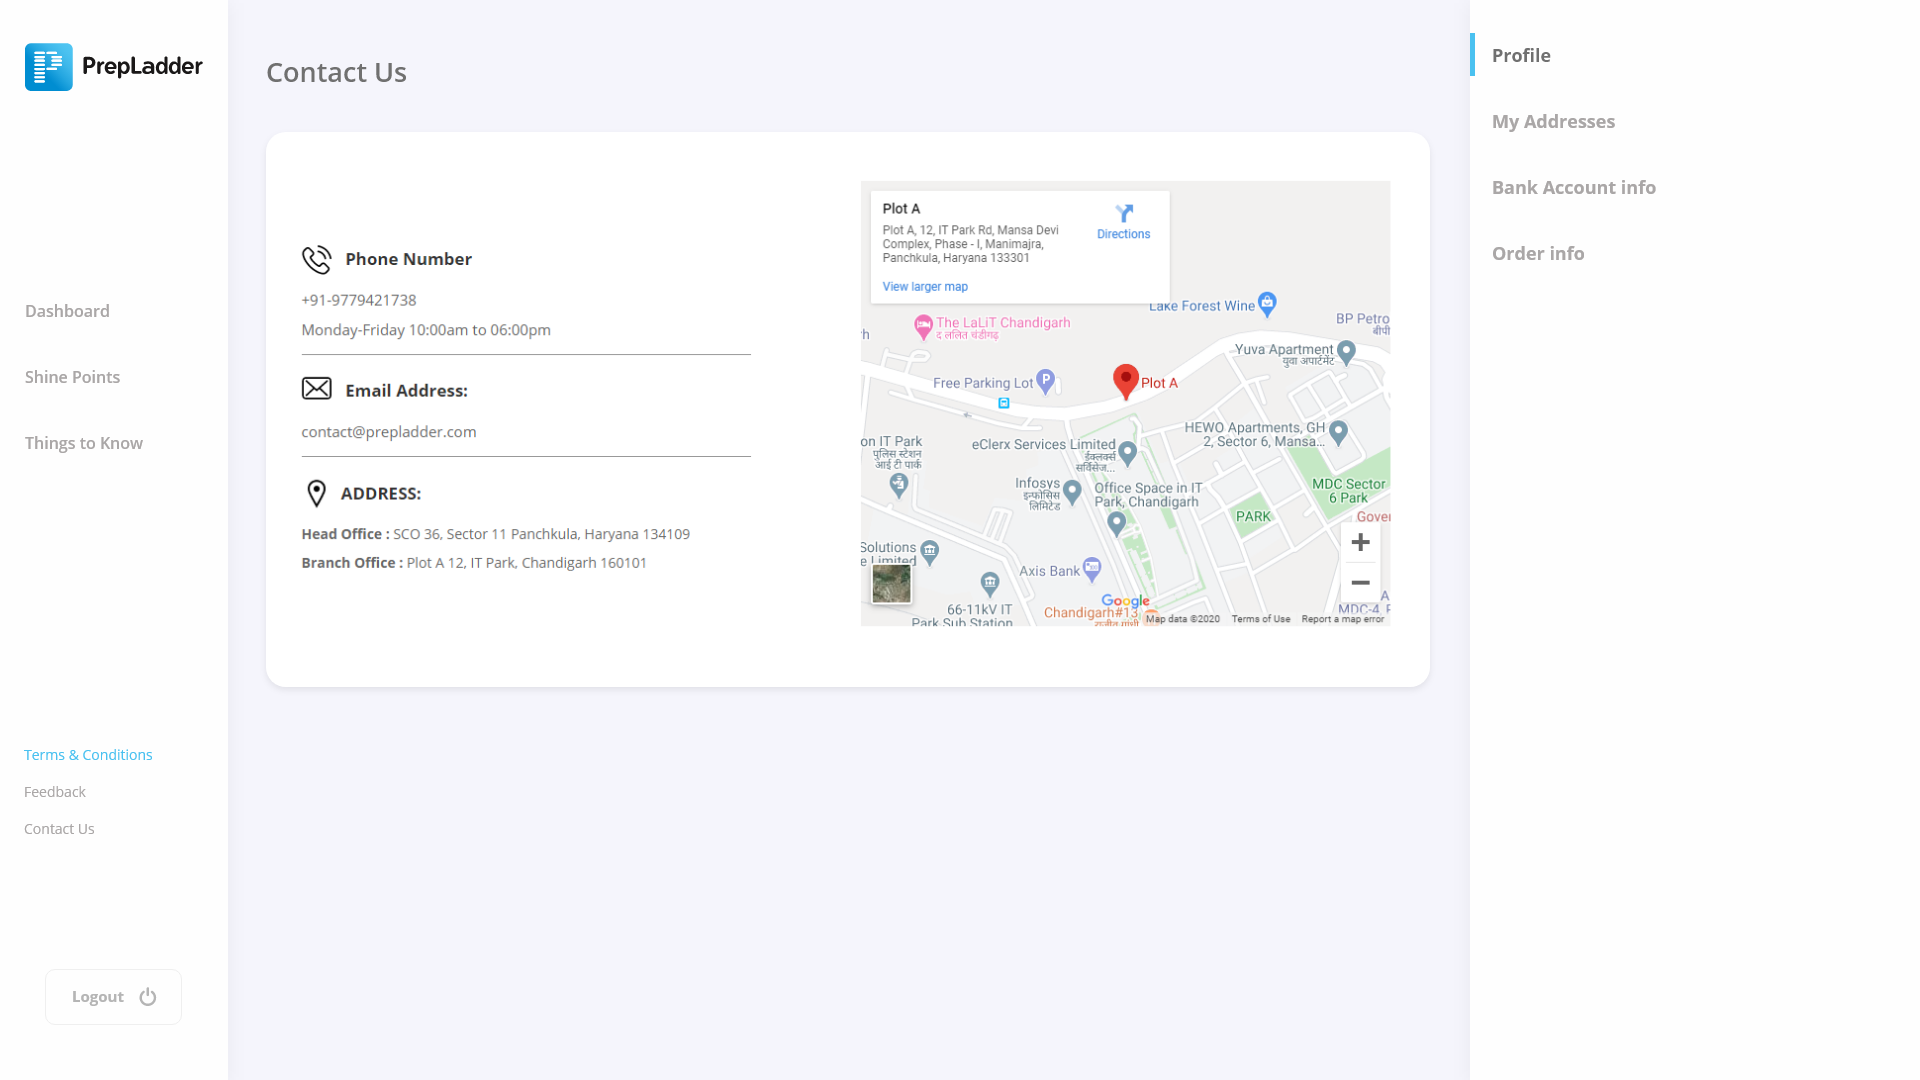 PrepLadder
Dashboard
Shine Points
Things to Know
Terms & Conditions
Feedback
Contact Us
Logout
Contact Us
Phone Number
+91-9779421738
Monday-Friday 10:00am to 06:00pm
Email Address:
contact@prepladder.com
ADDRESS:
Head Office : SCO 36, Sector 11 Panchkula, Haryana 134109
Branch Office : Plot A 12, IT Park, Chandigarh 160101
Plot A
Plot A, 12, IT Park Rd, Mansa Devi
Complex, Phase - I, Manimajra,
Panchkula, Haryana 133301
Directions
View larger map
Lake Forest Wine
The LaLiT Chandigarh
द ललित चंडीगढ़
BP Petro
बीपी
Yuva Apartment
युवा अपार्टमेंट
Free Parking Lot
Plot A
HEWO Apartments, GH
2, Sector 6, Mansa...
on IT Park
पुलिस स्टेशन
आई टी पार्क
eClerx Services Limited
ईक्लर्क्स
सर्विसेज...
Infosys
इन्फोसिस
लिमिटेड
Office Space in IT
Park, Chandigarh
MDC Sector
6 Park
PARK
Gover
Solutions
e Limited
Axis Bank
66-11kV IT
Park Sub Station
Google
Chandigarh#13
राजीव गांधी
MDC-4
Map data ©2020 Terms of Use Report a map error
Profile
My Addresses
Bank Account info
Order info